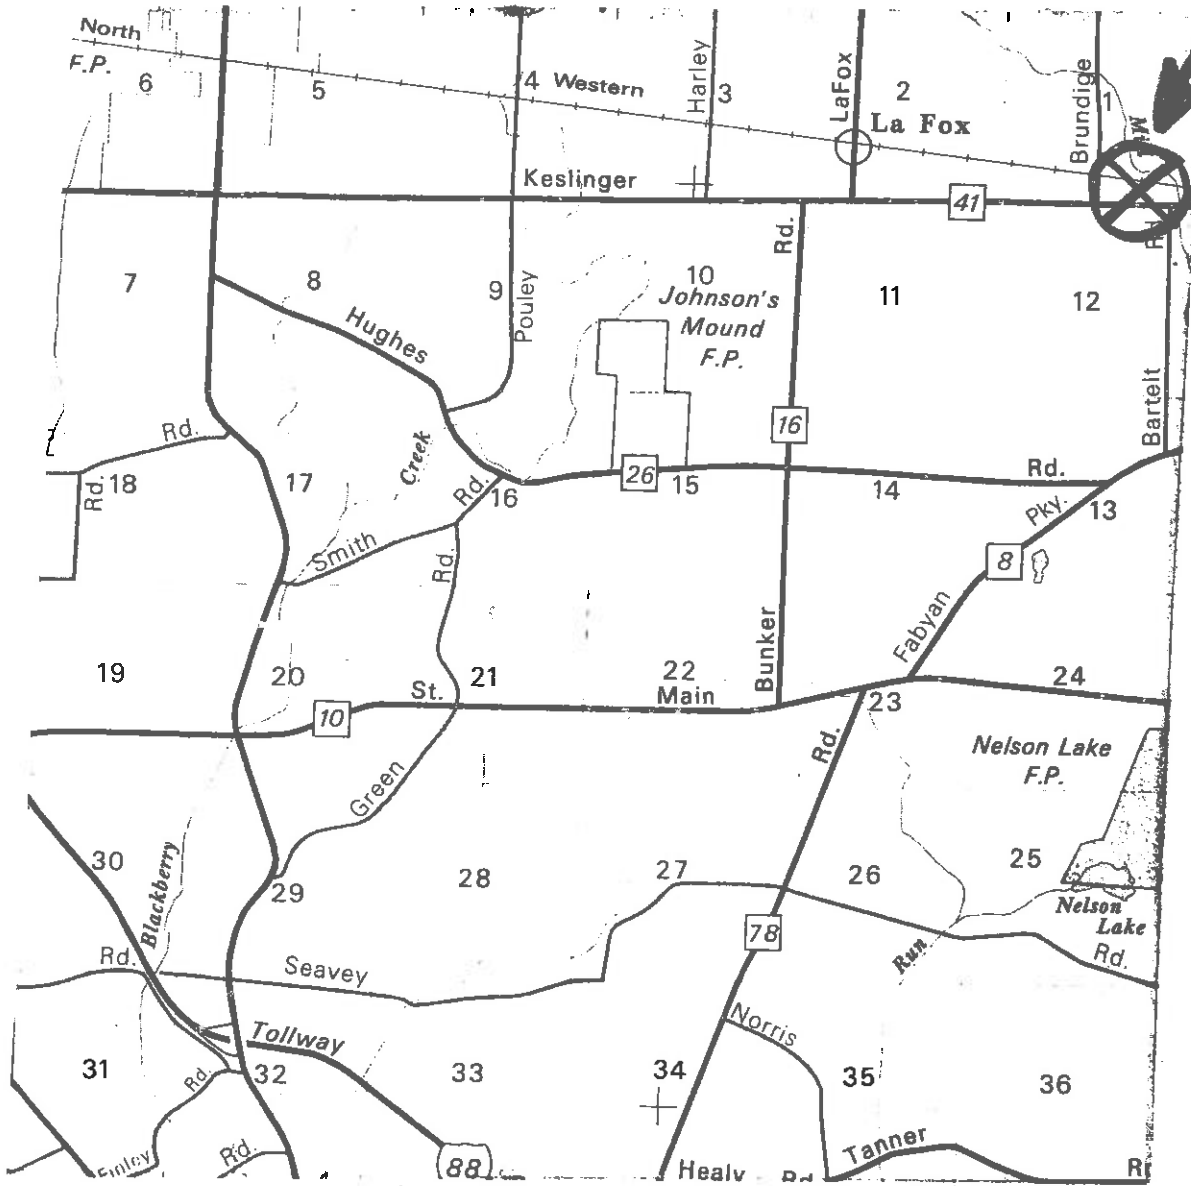 North
F.P.
6
5
4
Western
Harley
3
LaFox
2
La Fox
Brundige
1
Keslinger
41
Rd.
Rd
7
8
9
Pouley
10
Johnson's
Mound
F.P.
11
12
Hughes
Bartelt
16
Creek
Rd.
18
Rd.
17
Rd.
16
26
15
14
Rd.
13
Pky.
8
Smith
Rd.
Fabyan
Bunker
19
20
21
22
24
St.
Main
23
10
Rd.
Nelson Lake
F.P.
Green
30
Blackberry
29
28
27
26
25
Nelson
Lake
78
Run
Rd.
Rd.
Seavey
Norris
Tollway
31
Rd.
32
33
34
35
36
Finley
Rd.
88
Healy
Rd
Tanner
R